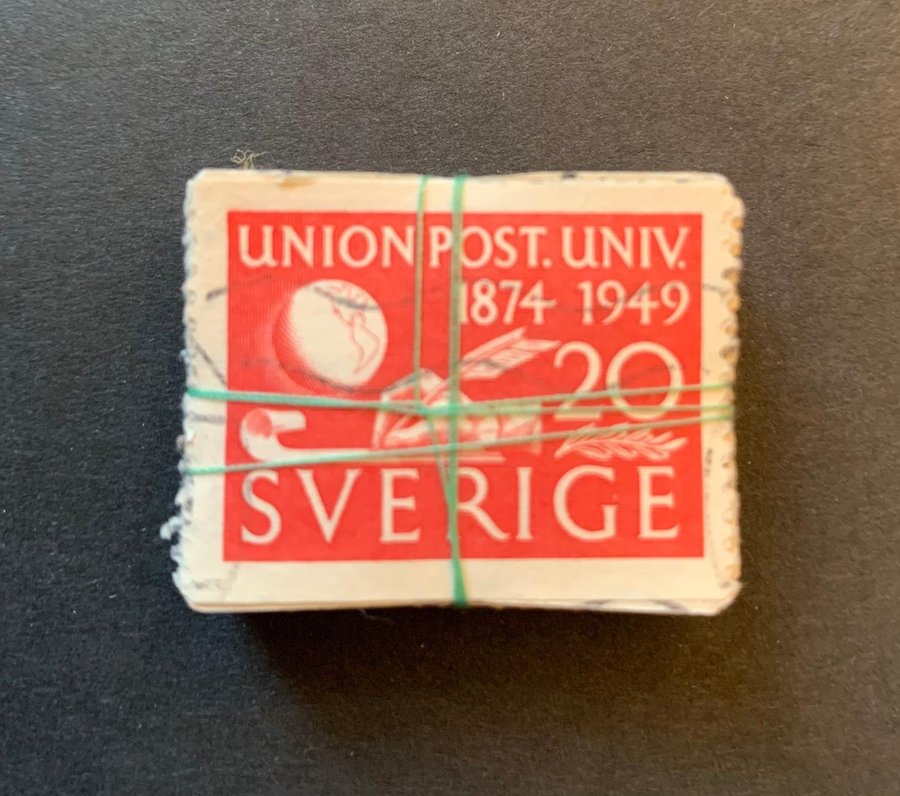 UNION POST. UNIV.
1874 1949
20
SVERIGE